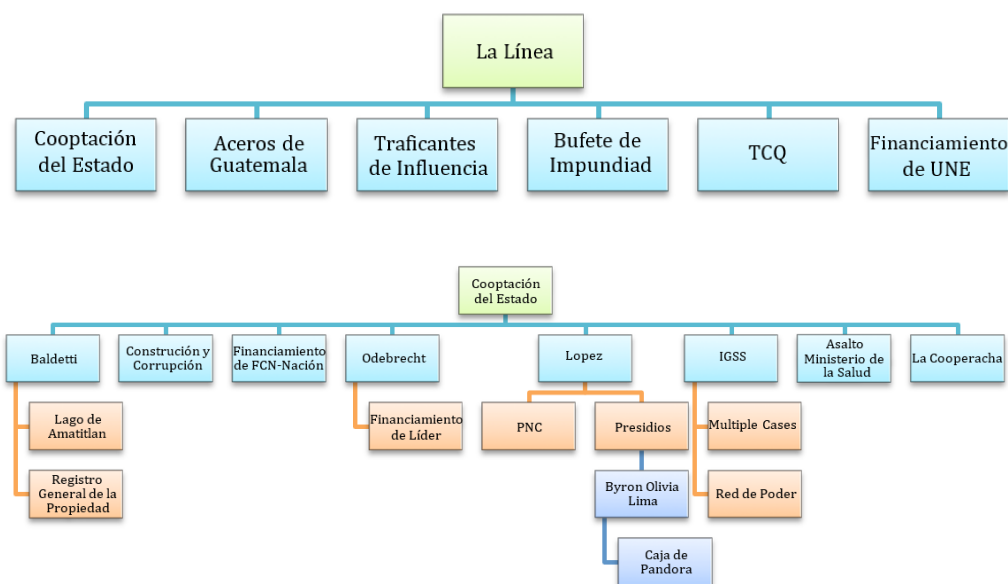 La Línea
Cooptación
del Estado
Aceros de
Guatemala
Traficantes
de Influencia
Bufete de
Impundiad
TCQ
Financiamiento
de UNE
Cooptación
del Estado
Baldetti
Construción y
Corrupción
Financiamiento
de FCN-Nación
Odebrecht
Lopez
IGSS
Asalto
Ministerio de
la Salud
La Cooperacha
Lago de
Amatitlan
Financiamiento
de Líder
PNC
Presidios
Multiple Cases
Registro
General de la
Propiedad
Byron Olivia
Lima
Red de Poder
Caja de
Pandora